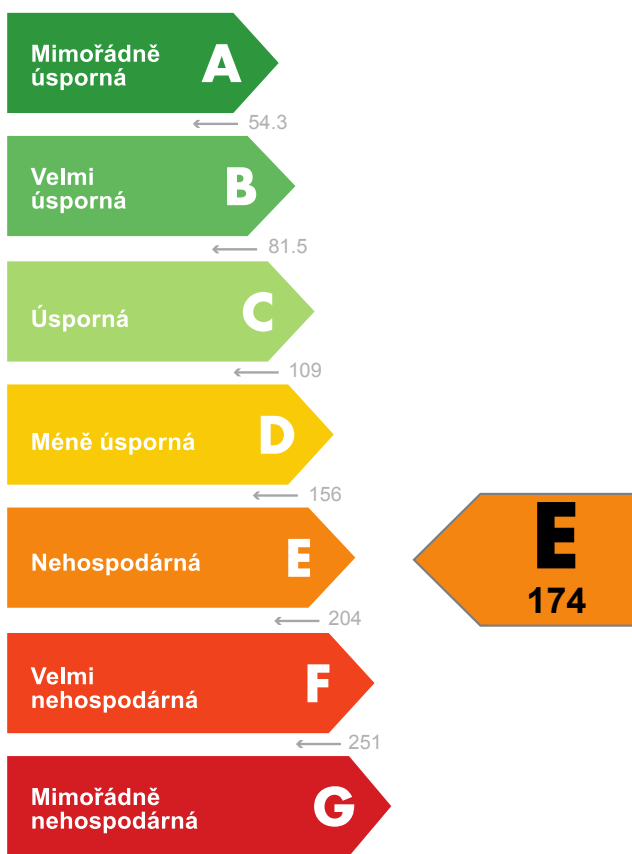 Mimořádně
úsporná
A
54.3
Velmi
úsporná
B
81.5
Úsporná
C
109
Méně úsporná
D
156
Nehospodárná
E
204
E
174
Velmi
nehospodárná
F
251
Mimořádně
nehospodárná
G